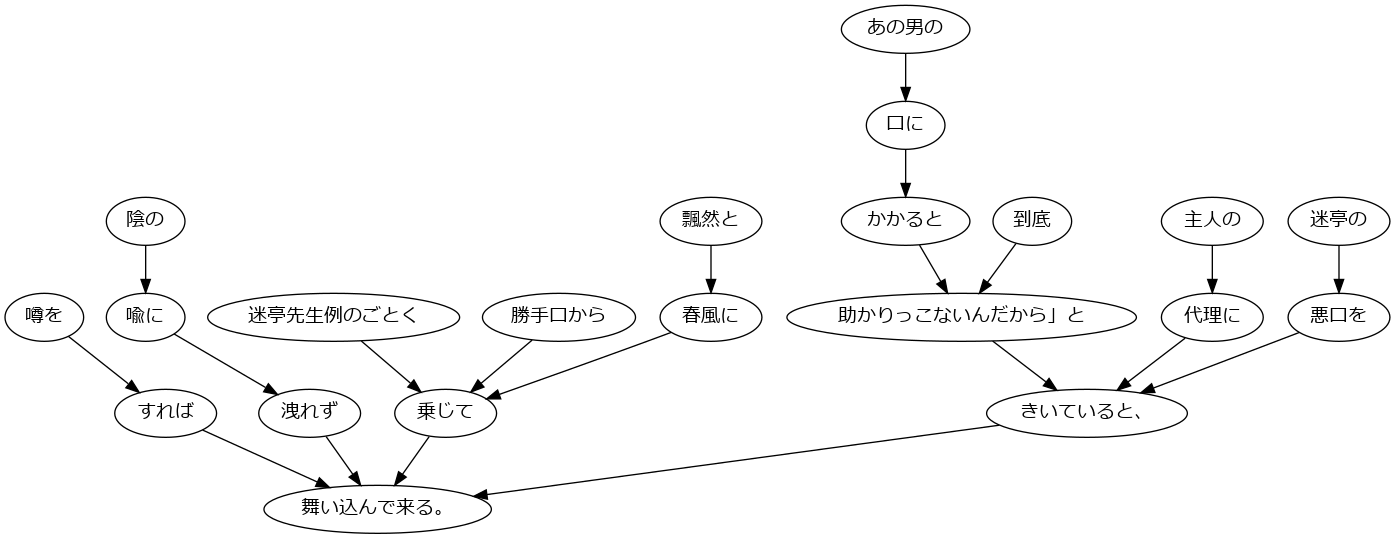 あの男の
口に
陰の
飄然と
かかると
到底
主人の
迷亭の
噂を
喩に
迷亭先生例のごとく
勝手口から
春風に
助かりっこないんだから」と
代理に
悪口を
すれば
洩れず
乗じて
きいていると、
舞い込んで来る。